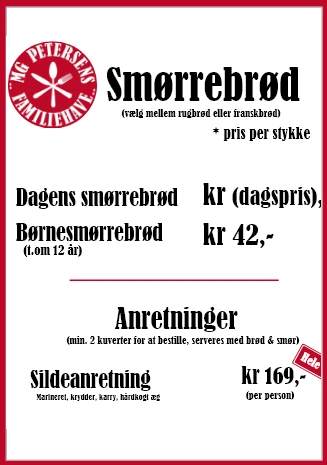 "MG PETERSENS
FAMILIEHAVE"
Smørrebrød
(vælg mellem rugbrød eller franskbrød)
* pris per stykke
Dagens smørrebrød kr (dagspris),
Børnesmørrebrød kr 42,-
(t.om 12 år)
Anretninger
(min. 2 kuverter for at bestille, serveres med brød & smør)
Hele
Sildeanretning kr 169,-
Marineret, krydder, karry, hårdkogt æg (per person)